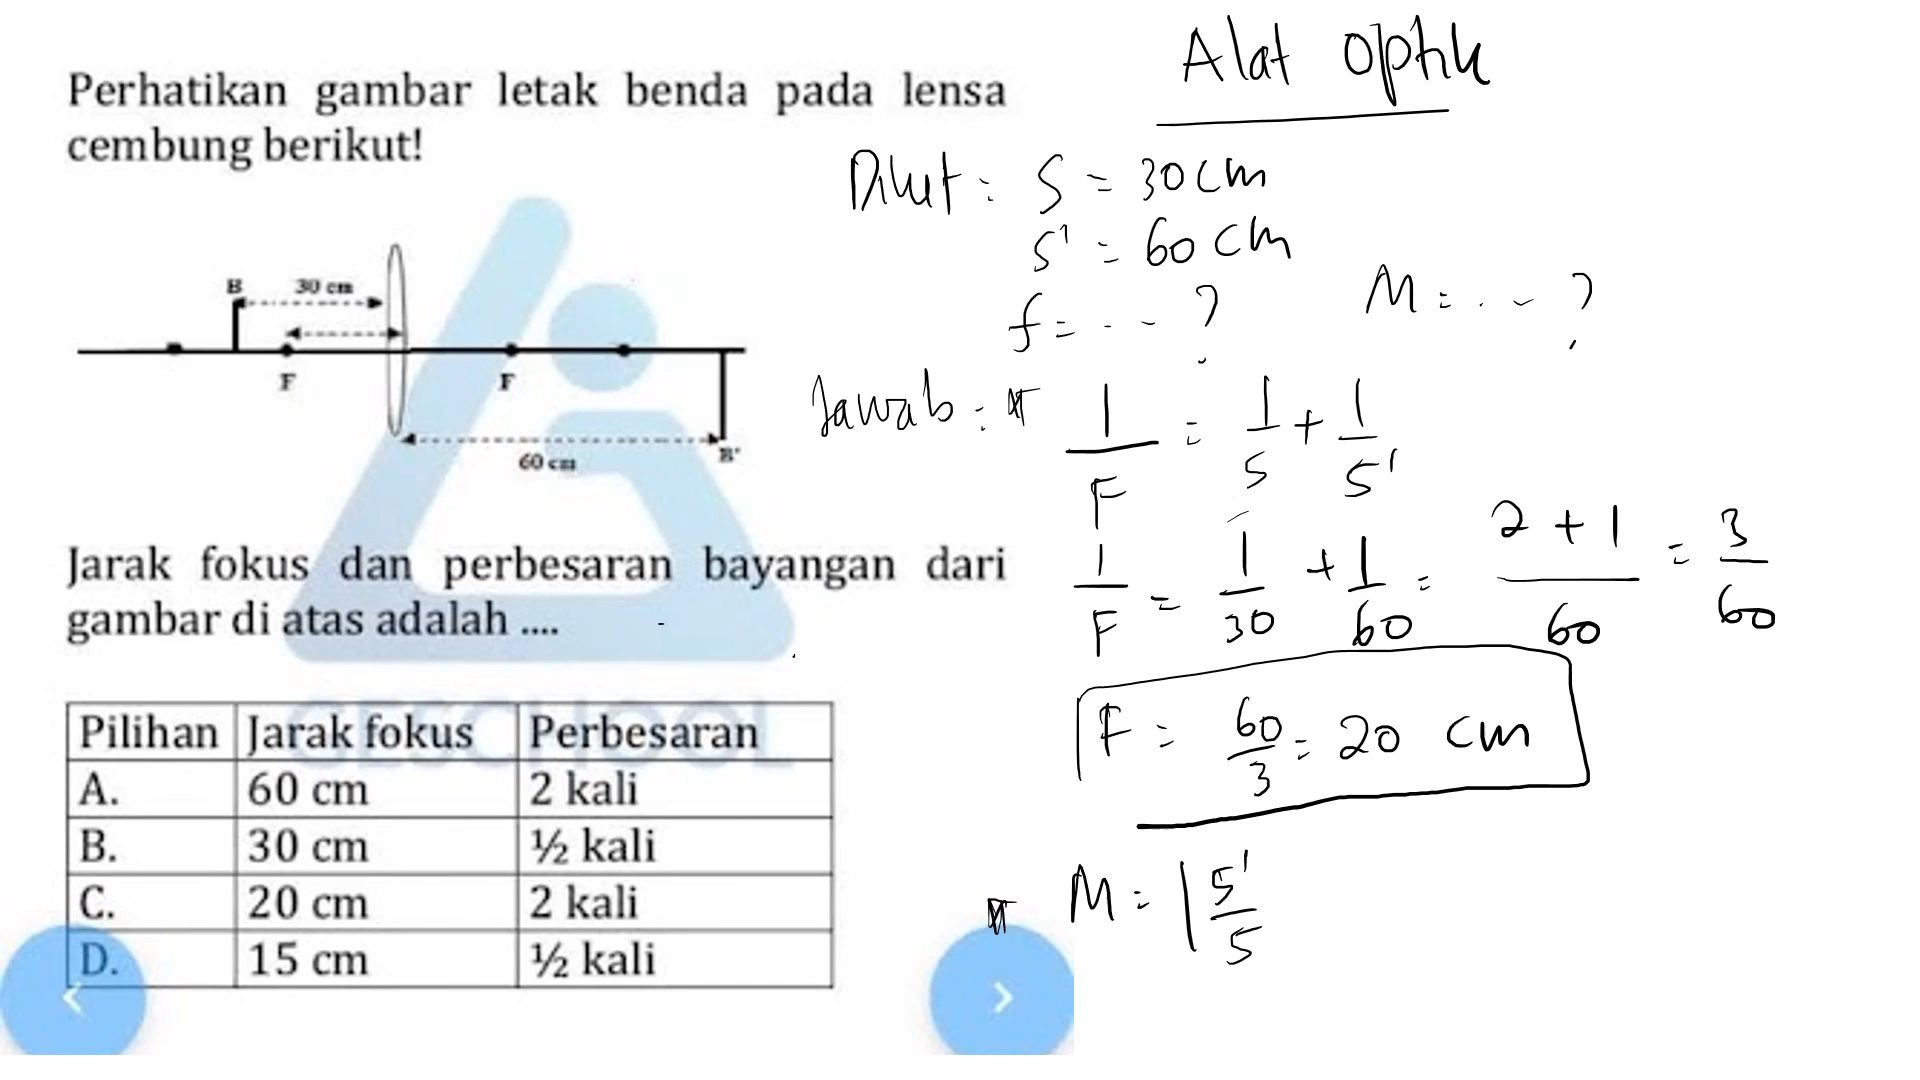 Perhatikan gambar letak benda pada lensa
cembung berikut!
B
30 cm
F
F
60 cm
B'
Jarak fokus dan perbesaran bayangan dari
gambar di atas adalah ....
GESCHOOL
Pilihan Jarak fokus Perbesaran
A. 60 cm 2 kali
B. 30 cm ½ kali
C. 20 cm 2 kali
D. 15 cm ½ kali
Alat Optik
Diket : S = 30 cm
S' = 60 cm
f = ... ? M = ... ?
Jawab : 1/F = 1/S + 1/S'
1/F = 1/30 + 1/60 = 2 + 1/60 = 3/60
F = 60/3 = 20 cm
M = | S'/S